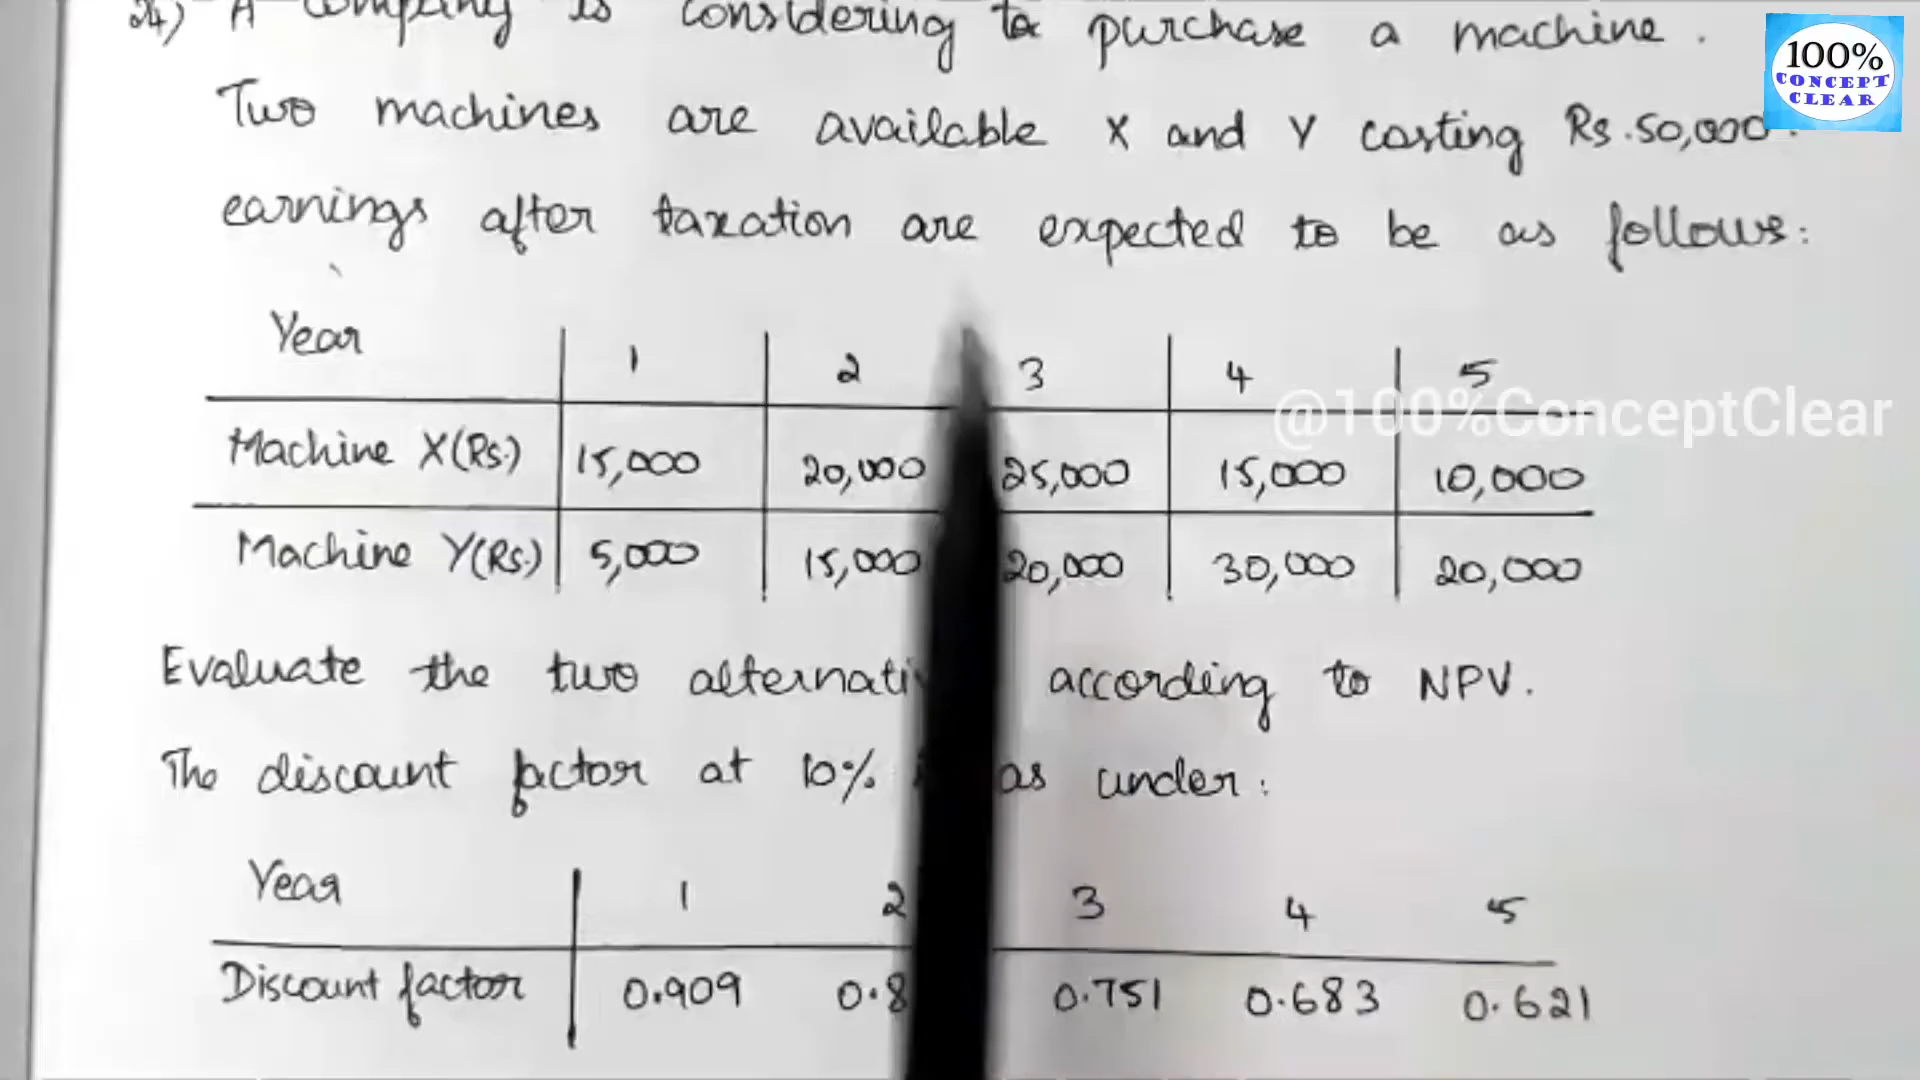 24) A company is considering to purchase a machine.
Two machines are available X and Y costing Rs.50,000.
earnings after taxation are expected to be as follows:
Year 1 2 3 4 5
Machine X(Rs.) 15,000 20,000 25,000 15,000 10,000
Machine Y(Rs.) 5,000 15,000 20,000 30,000 20,000
Evaluate the two according to NPV.
The discount factor at 10% as under:
Year 1 2 3 4 5
Discount factor 0.909 0.8 0.751 0.683 0.621
100%
CONCEPT
CLEAR
@100%ConceptClear